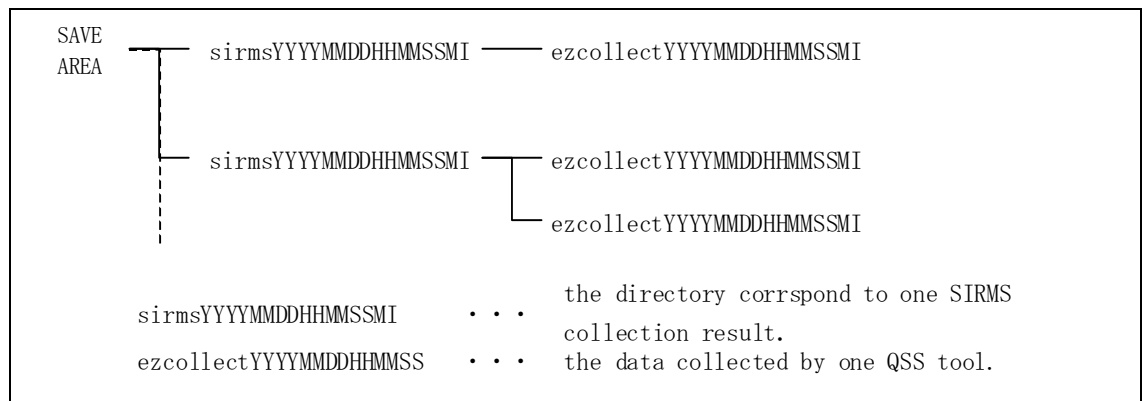 SAVE
AREA
sirmsYYYYMMDDHHMMSSMI ezcollectYYYYMMDDHHMMSSMI
sirmsYYYYMMDDHHMMSSMI ezcollectYYYYMMDDHHMMSSMI
ezcollectYYYYMMDDHHMMSSMI
sirmsYYYYMMDDHHMMSSMI ・・・ the directory corrspond to one SIRMS
collection result.
ezcollectYYYYMMDDHHMMSS ・・・ the data collected by one QSS tool.